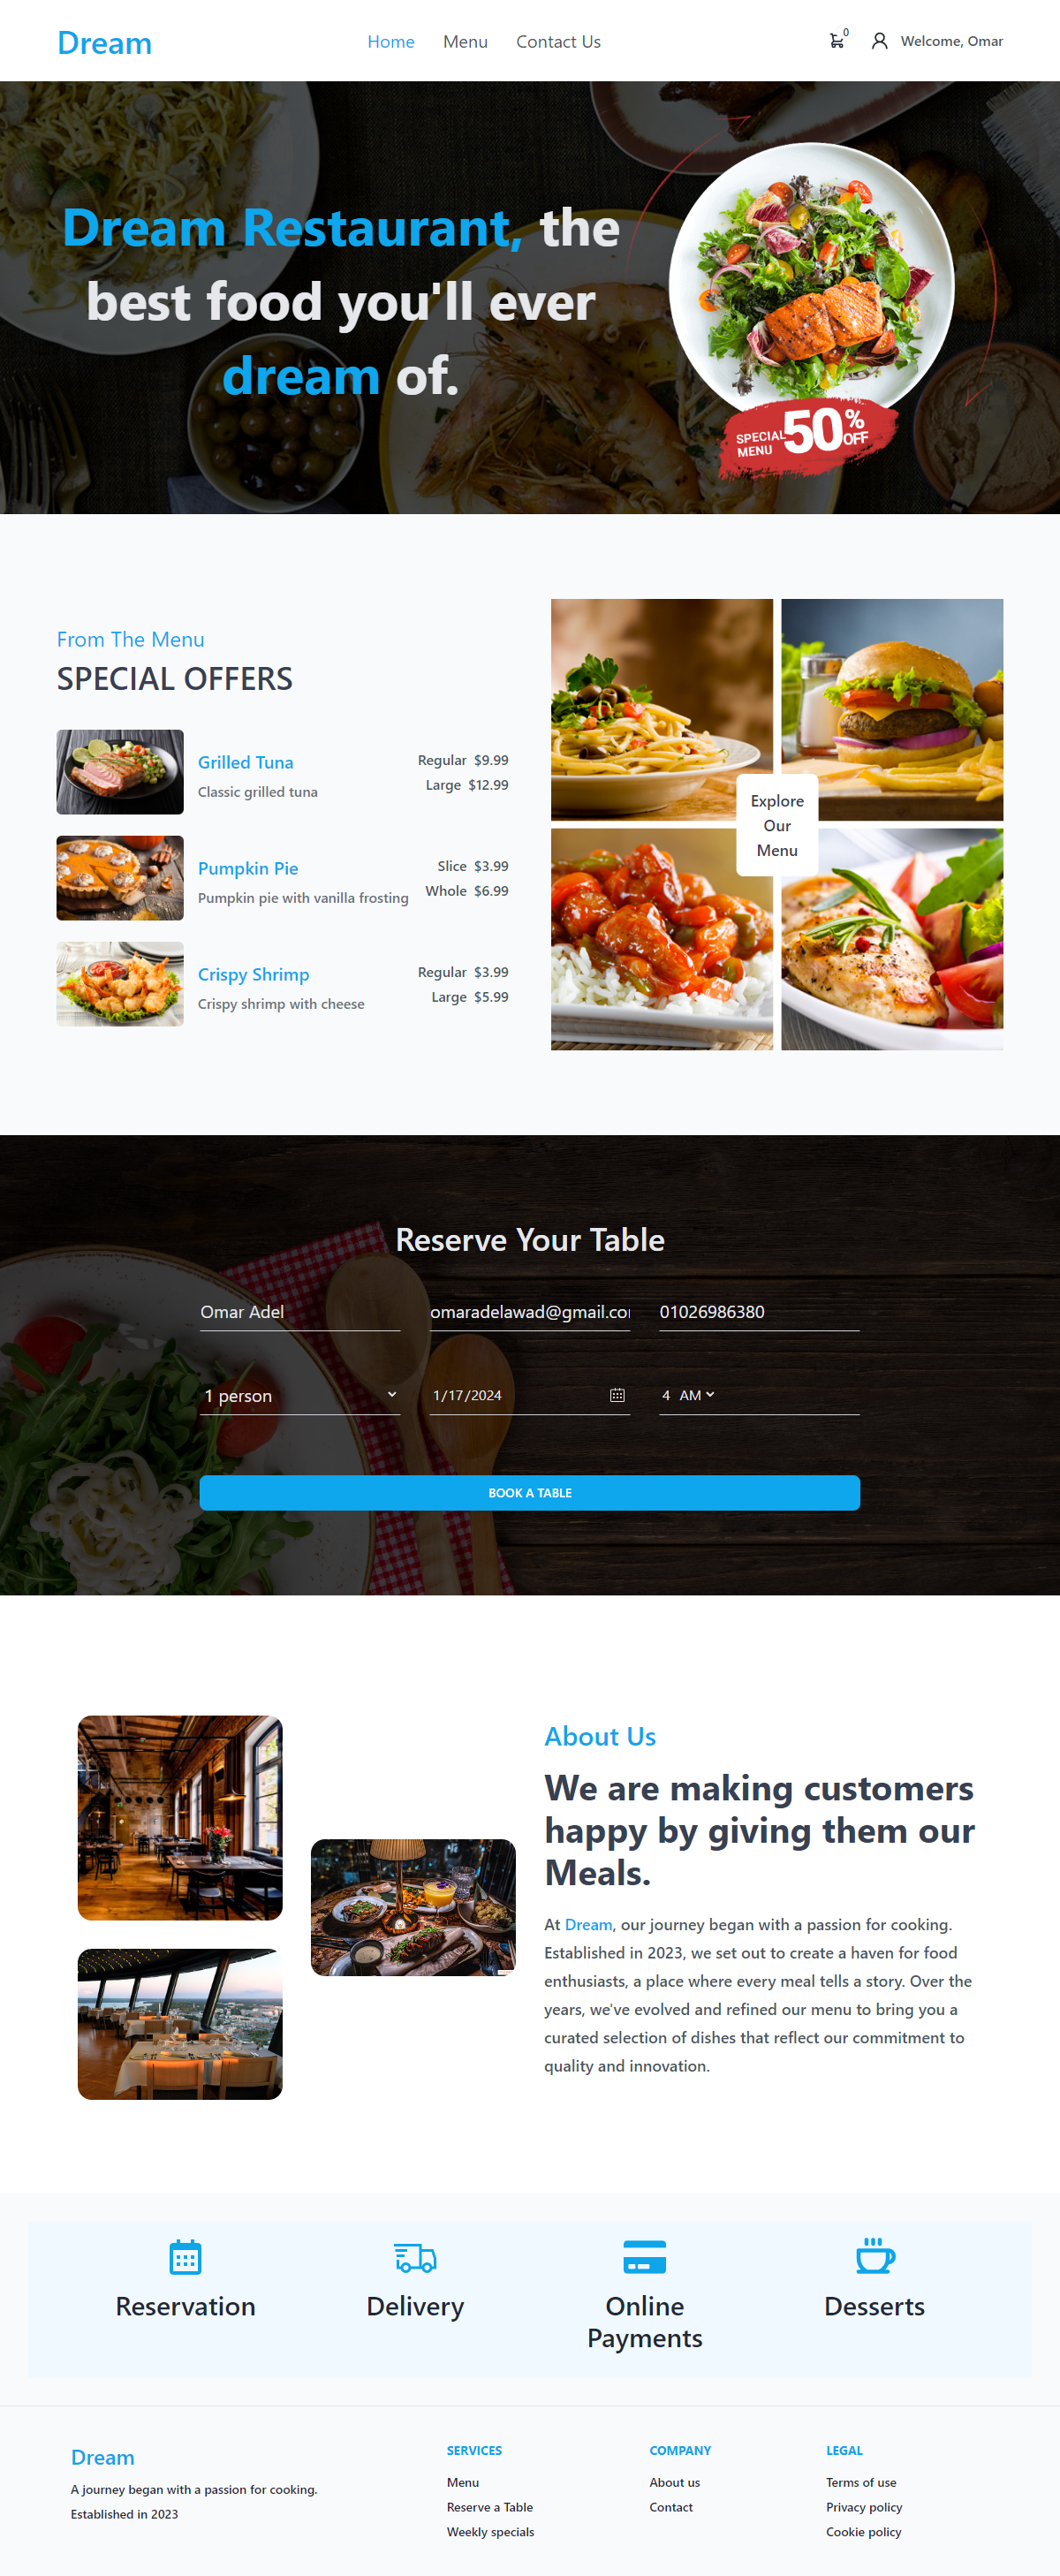 Dream
Home Menu Contact Us
0
Welcome, Omar
Dream Restaurant, the
best food you'll ever
dream of.
SPECIAL MENU 50% OFF
From The Menu
SPECIAL OFFERS
Grilled Tuna
Classic grilled tuna
Regular $9.99
Large $12.99
Pumpkin Pie
Pumpkin pie with vanilla frosting
Slice $3.99
Whole $6.99
Crispy Shrimp
Crispy shrimp with cheese
Regular $3.99
Large $5.99
Explore
Our
Menu
Reserve Your Table
Omar Adel
omaradelawad@gmail.co
01026986380
1 person
1/17/2024
4 AM
BOOK A TABLE
About Us
We are making customers
happy by giving them our
Meals.
At Dream, our journey began with a passion for cooking.
Established in 2023, we set out to create a haven for food
enthusiasts, a place where every meal tells a story. Over the
years, we've evolved and refined our menu to bring you a
curated selection of dishes that reflect our commitment to
quality and innovation.
Reservation
Delivery
Online
Payments
Desserts
Dream
A journey began with a passion for cooking.
Established in 2023
SERVICES
Menu
Reserve a Table
Weekly specials
COMPANY
About us
Contact
LEGAL
Terms of use
Privacy policy
Cookie policy